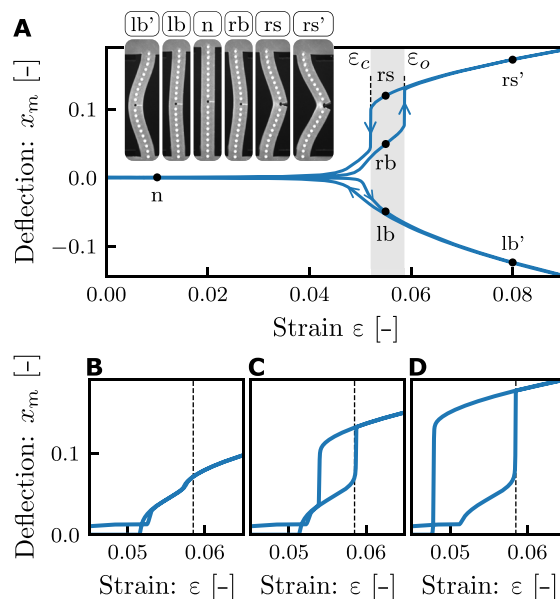 A
lb' lb n rb rs rs'
Deflection: x_m [–]
0.1
0.0
−0.1
ε_c ε_o
rs
rs'
rb
n
lb
lb'
0.00 0.02 0.04 0.06 0.08
Strain ε [–]
B C D
Deflection: x_m [–]
0.1
0.0
0.05 0.06 0.05 0.06 0.05 0.06
Strain: ε [–] Strain: ε [–] Strain: ε [–]